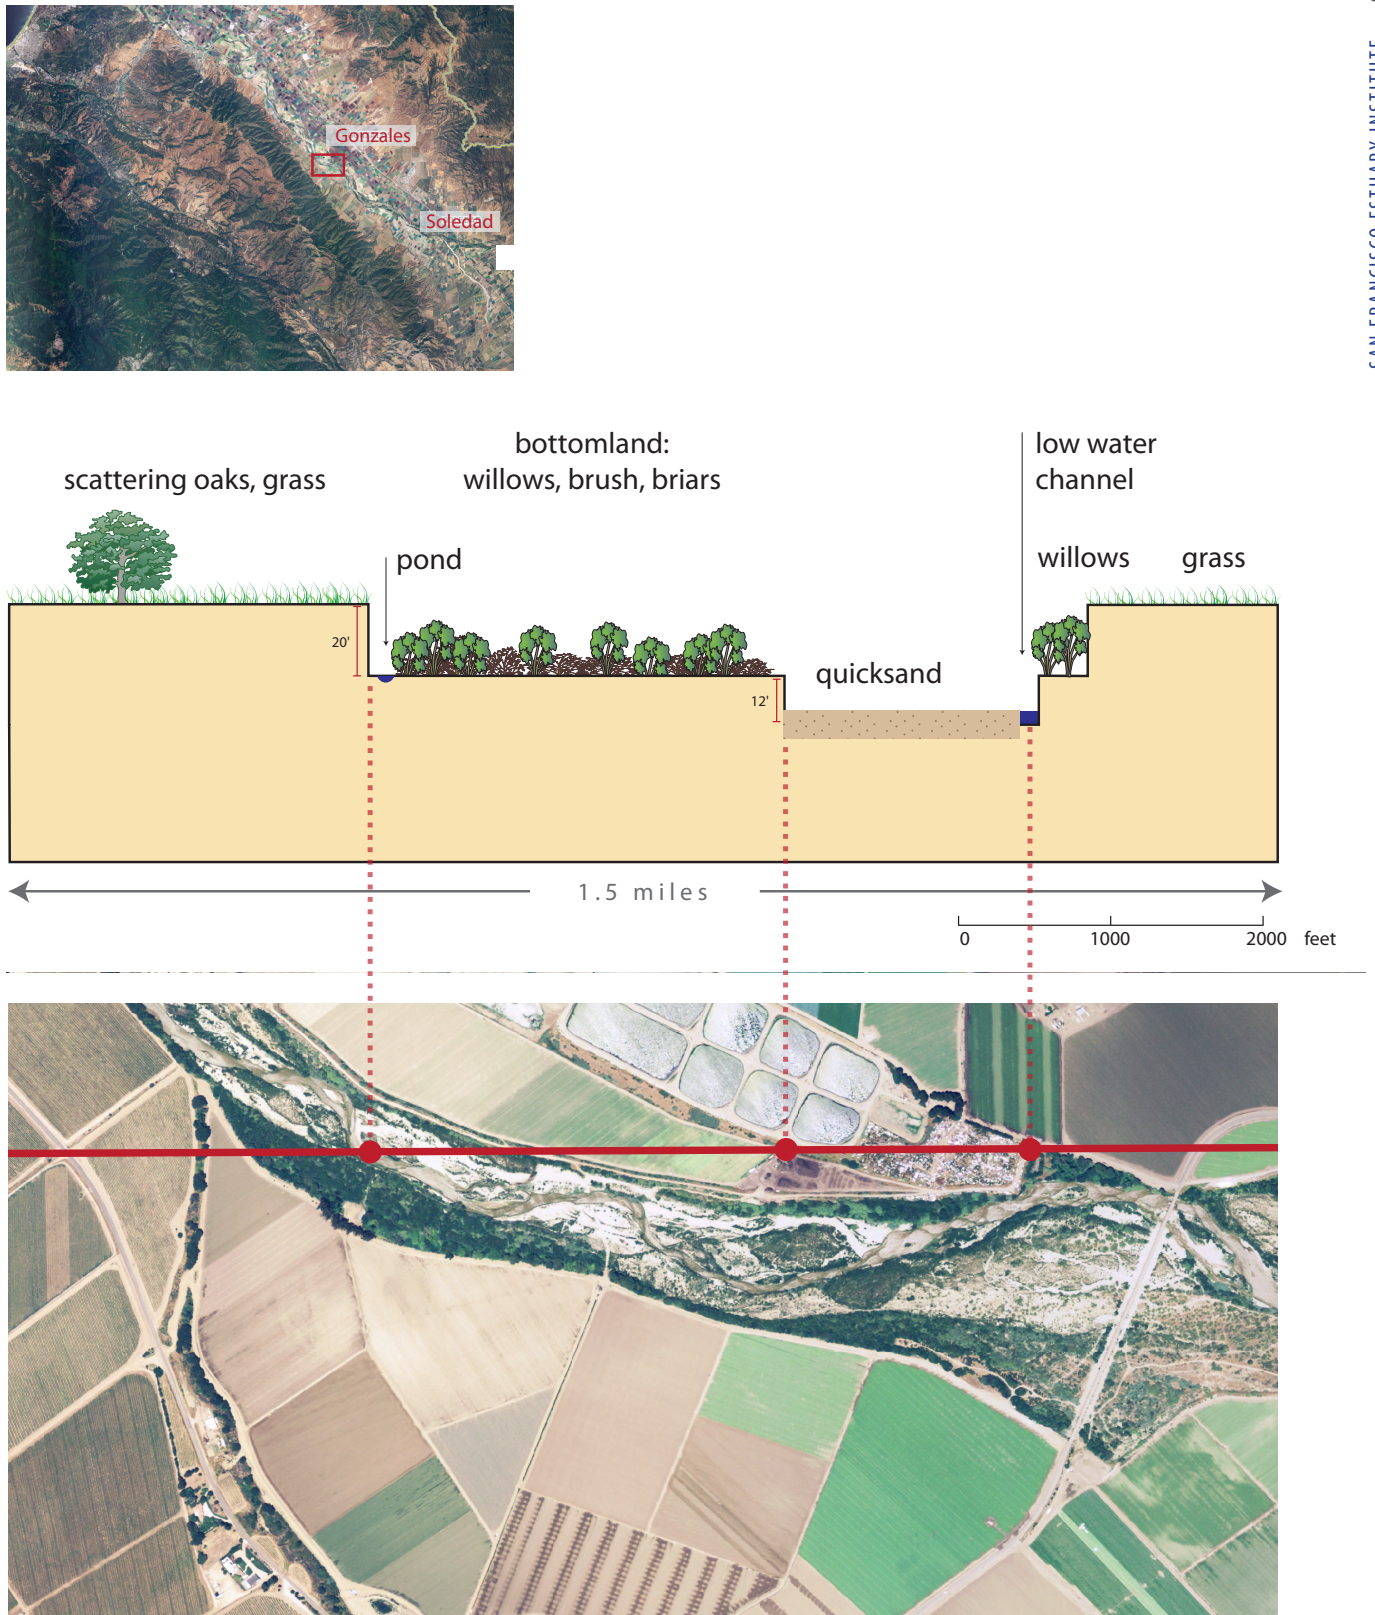 SAN FRANCISCO ESTUARY INSTITUTE
Gonzales
Soledad
bottomland:
willows, brush, briars
low water
channel
scattering oaks, grass
pond
willows
grass
20'
quicksand
12'
1.5 miles
0 1000 2000 feet